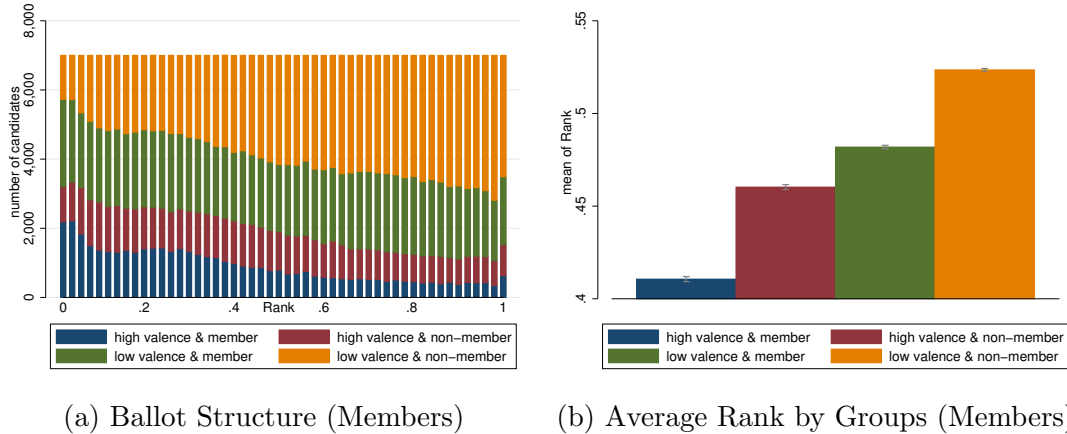 8,000
6,000
4,000
2,000
0
number of candidates
0 .2 .4 Rank .6 .8 1
high valence & member high valence & non−member
low valence & member low valence & non−member
(a) Ballot Structure (Members)
.55
.5
.45
.4
mean of Rank
high valence & member high valence & non−member
low valence & member low valence & non−member
(b) Average Rank by Groups (Members)